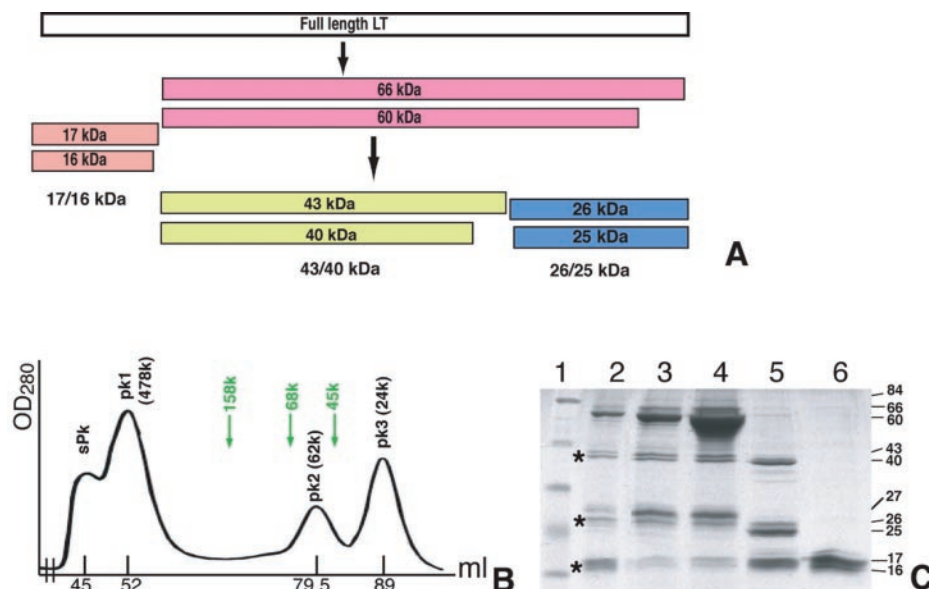 Full length LT
66 kDa
60 kDa
17 kDa
16 kDa
17/16 kDa
43 kDa
40 kDa
43/40 kDa
26 kDa
25 kDa
26/25 kDa
A
OD280
sPk
pk1 (478k)
158k
68k
45k
pk2 (62k)
pk3 (24k)
45
52
79.5
89
ml
B
1 2 3 4 5 6
84
66
60
43
40
27
26
25
17
16
*
*
*
C